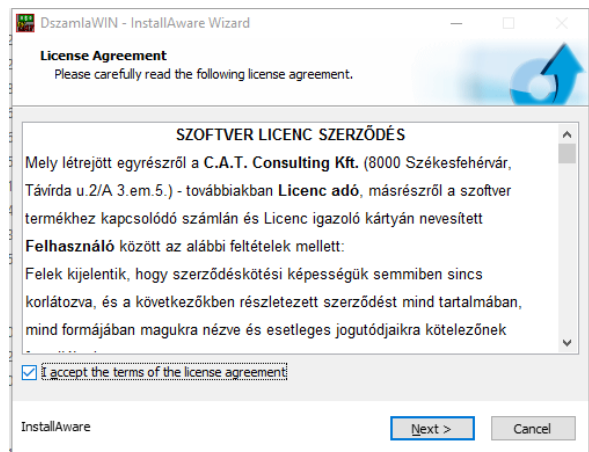 DszamlaWIN - InstallAware Wizard
License Agreement
Please carefully read the following license agreement.
SZOFTVER LICENC SZERZŐDÉS
Mely létrejött egyrészről a C.A.T. Consulting Kft. (8000 Székesfehérvár,
Távírda u.2/A 3.em.5.) - továbbiakban Licenc adó, másrészről a szoftver
termékhez kapcsolódó számlán és Licenc igazoló kártyán nevesített
Felhasználó között az alábbi feltételek mellett:
Felek kijelentik, hogy szerződéskötési képességük semmiben sincs
korlátozva, és a következőkben részletezett szerződést mind tartalmában,
mind formájában magukra nézve és esetleges jogutódjaikra kötelezőnek
I accept the terms of the license agreement
InstallAware
Next >
Cancel